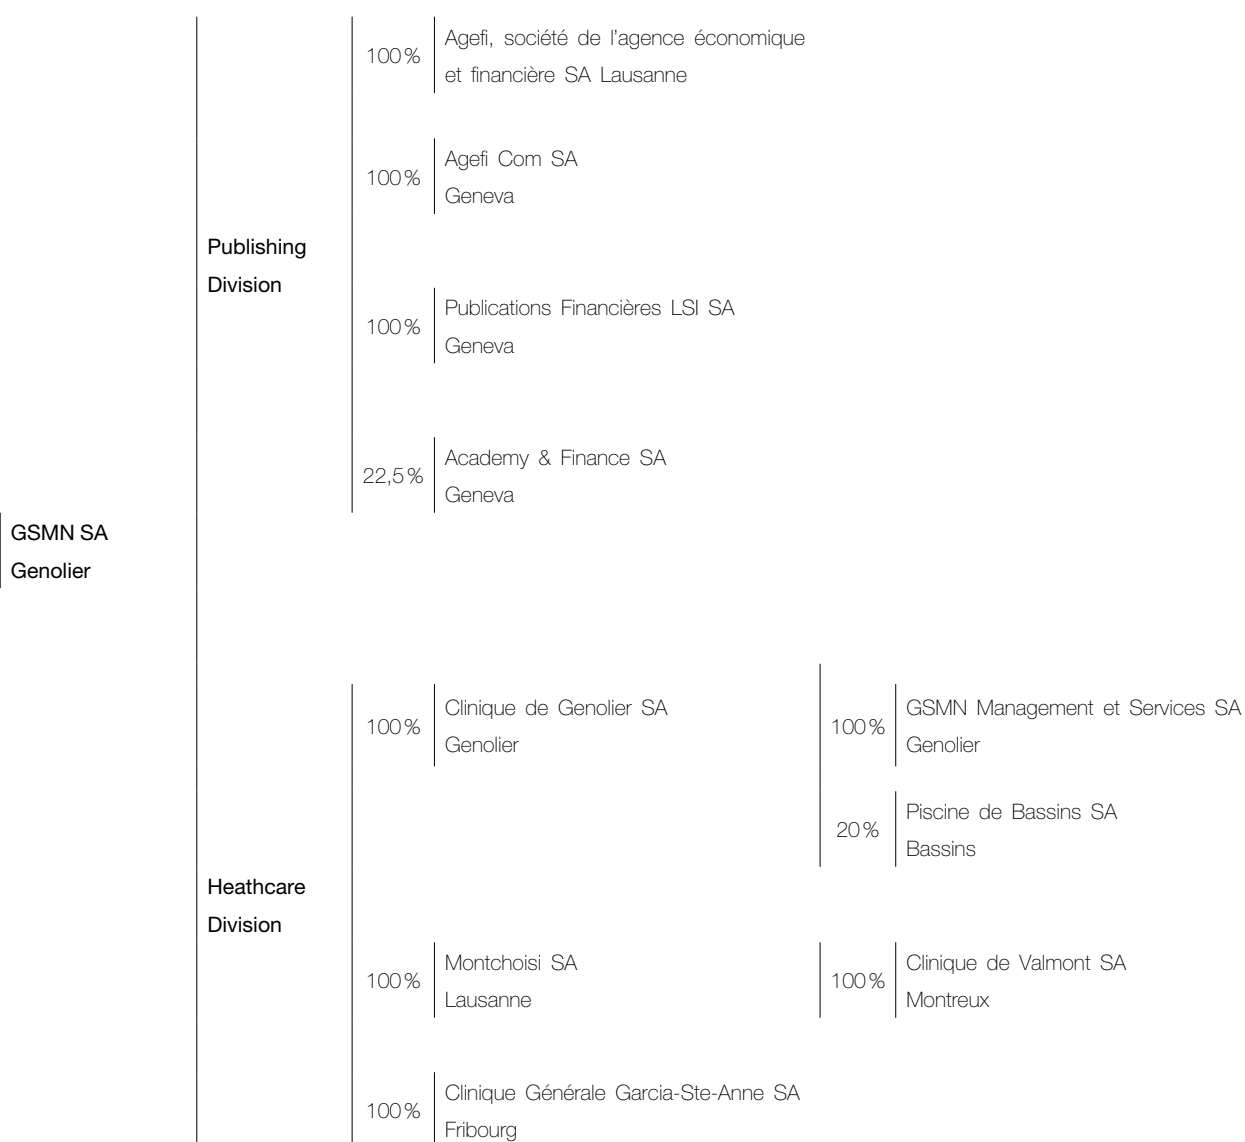 100%
Agefi, société de l'agence économique
et financière SA Lausanne
100%
Agefi Com SA
Geneva
Publishing
Division
100%
Publications Financières LSI SA
Geneva
22,5%
Academy & Finance SA
Geneva
GSMN SA
Genolier
100%
Clinique de Genolier SA
Genolier
100%
GSMN Management et Services SA
Genolier
20%
Piscine de Bassins SA
Bassins
Heathcare
Division
100%
Montchoisi SA
Lausanne
100%
Clinique de Valmont SA
Montreux
100%
Clinique Générale Garcia-Ste-Anne SA
Fribourg